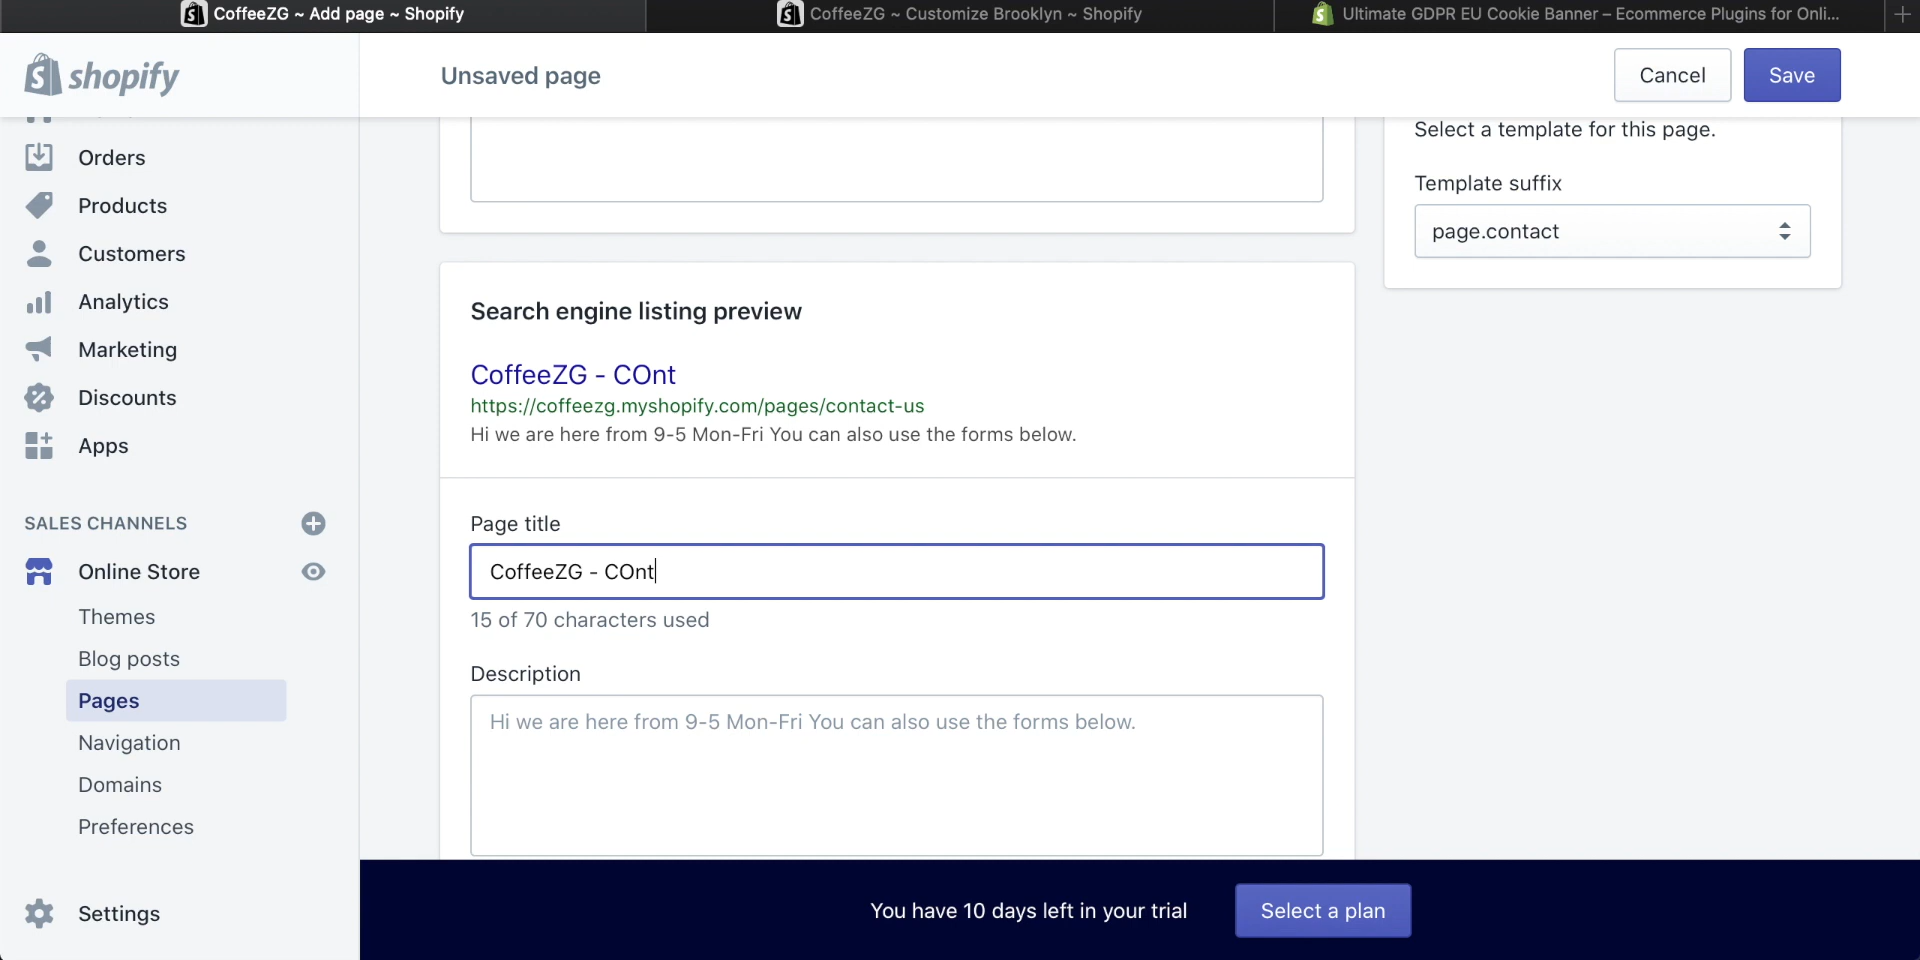 CoffeeZG ~ Add page ~ Shopify
CoffeeZG ~ Customize Brooklyn ~ Shopify
Ultimate GDPR EU Cookie Banner – Ecommerce Plugins for Onli...
shopify
Unsaved page
Cancel
Save
Orders
Products
Customers
Analytics
Marketing
Discounts
Apps
SALES CHANNELS
Online Store
Themes
Blog posts
Pages
Navigation
Domains
Preferences
Settings
Select a template for this page.
Template suffix
page.contact
Search engine listing preview
CoffeeZG - COnt
https://coffeezg.myshopify.com/pages/contact-us
Hi we are here from 9-5 Mon-Fri You can also use the forms below.
Page title
CoffeeZG - COnt
15 of 70 characters used
Description
Hi we are here from 9-5 Mon-Fri You can also use the forms below.
You have 10 days left in your trial
Select a plan